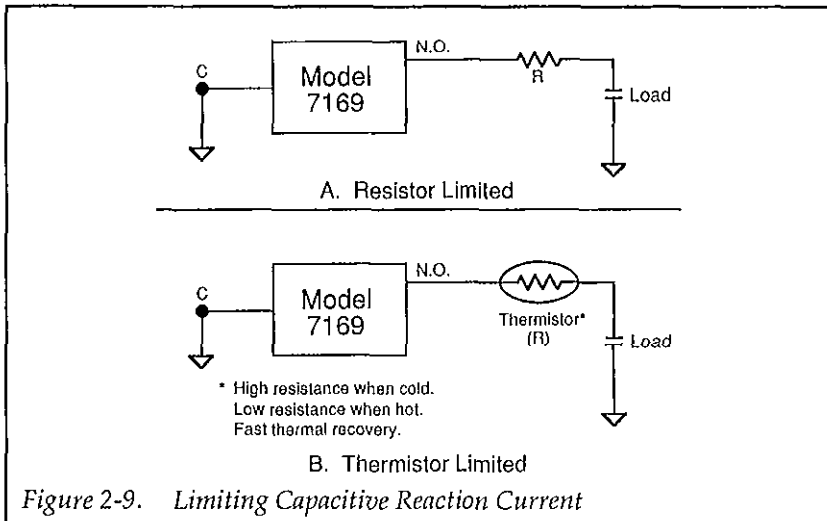 N.O.
C
Model
7169
R
Load
A. Resistor Limited
N.O.
C
Model
7169
Thermistor*
(R)
Load
* High resistance when cold.
Low resistance when hot.
Fast thermal recovery.
B. Thermistor Limited
Figure 2-9. Limiting Capacitive Reaction Current